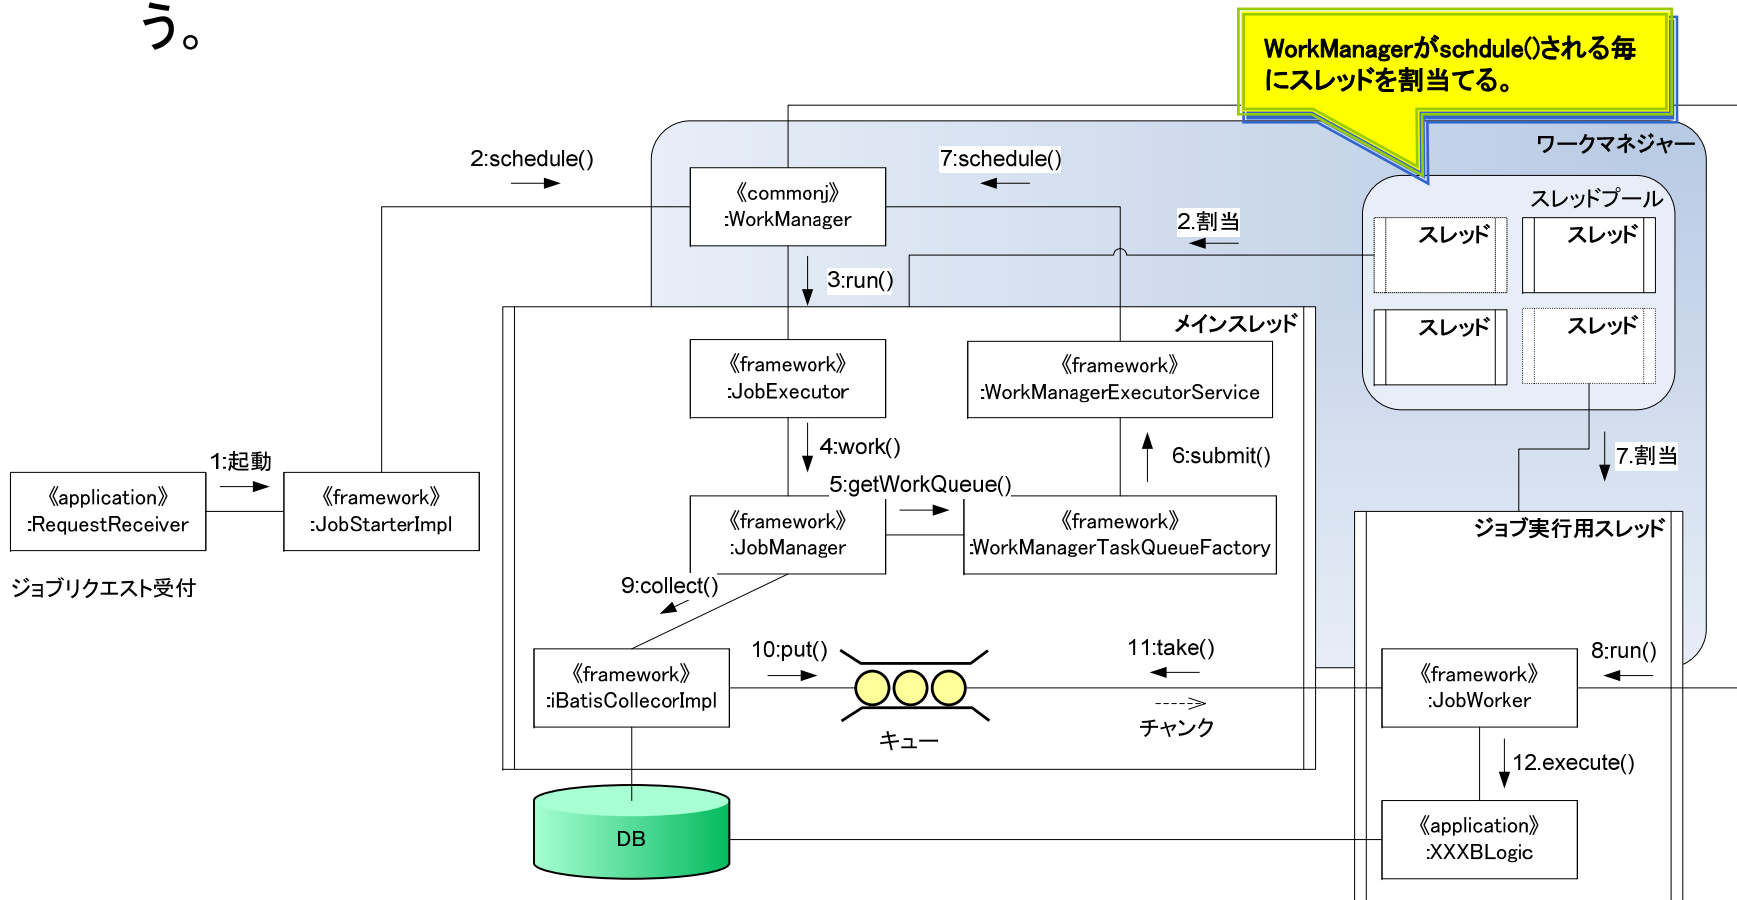 う。
WorkManagerがschdule()される毎
にスレッドを割当てる。
ワークマネジャー
2:schedule()
7:schedule()
《commonj》
:WorkManager
スレッドプール
2.割当
スレッド
スレッド
スレッド
スレッド
3:run()
メインスレッド
《framework》
:JobExecutor
《framework》
:WorkManagerExecutorService
4:work()
6:submit()
7.割当
1:起動
5:getWorkQueue()
《application》
:RequestReceiver
《framework》
:JobStarterImpl
《framework》
:JobManager
《framework》
:WorkManagerTaskQueueFactory
ジョブ実行用スレッド
ジョブリクエスト受付
9:collect()
10:put()
11:take()
8:run()
《framework》
:iBatisCollecorImpl
《framework》
:JobWorker
チャンク
キュー
12.execute()
DB
《application》
:XXXBLogic